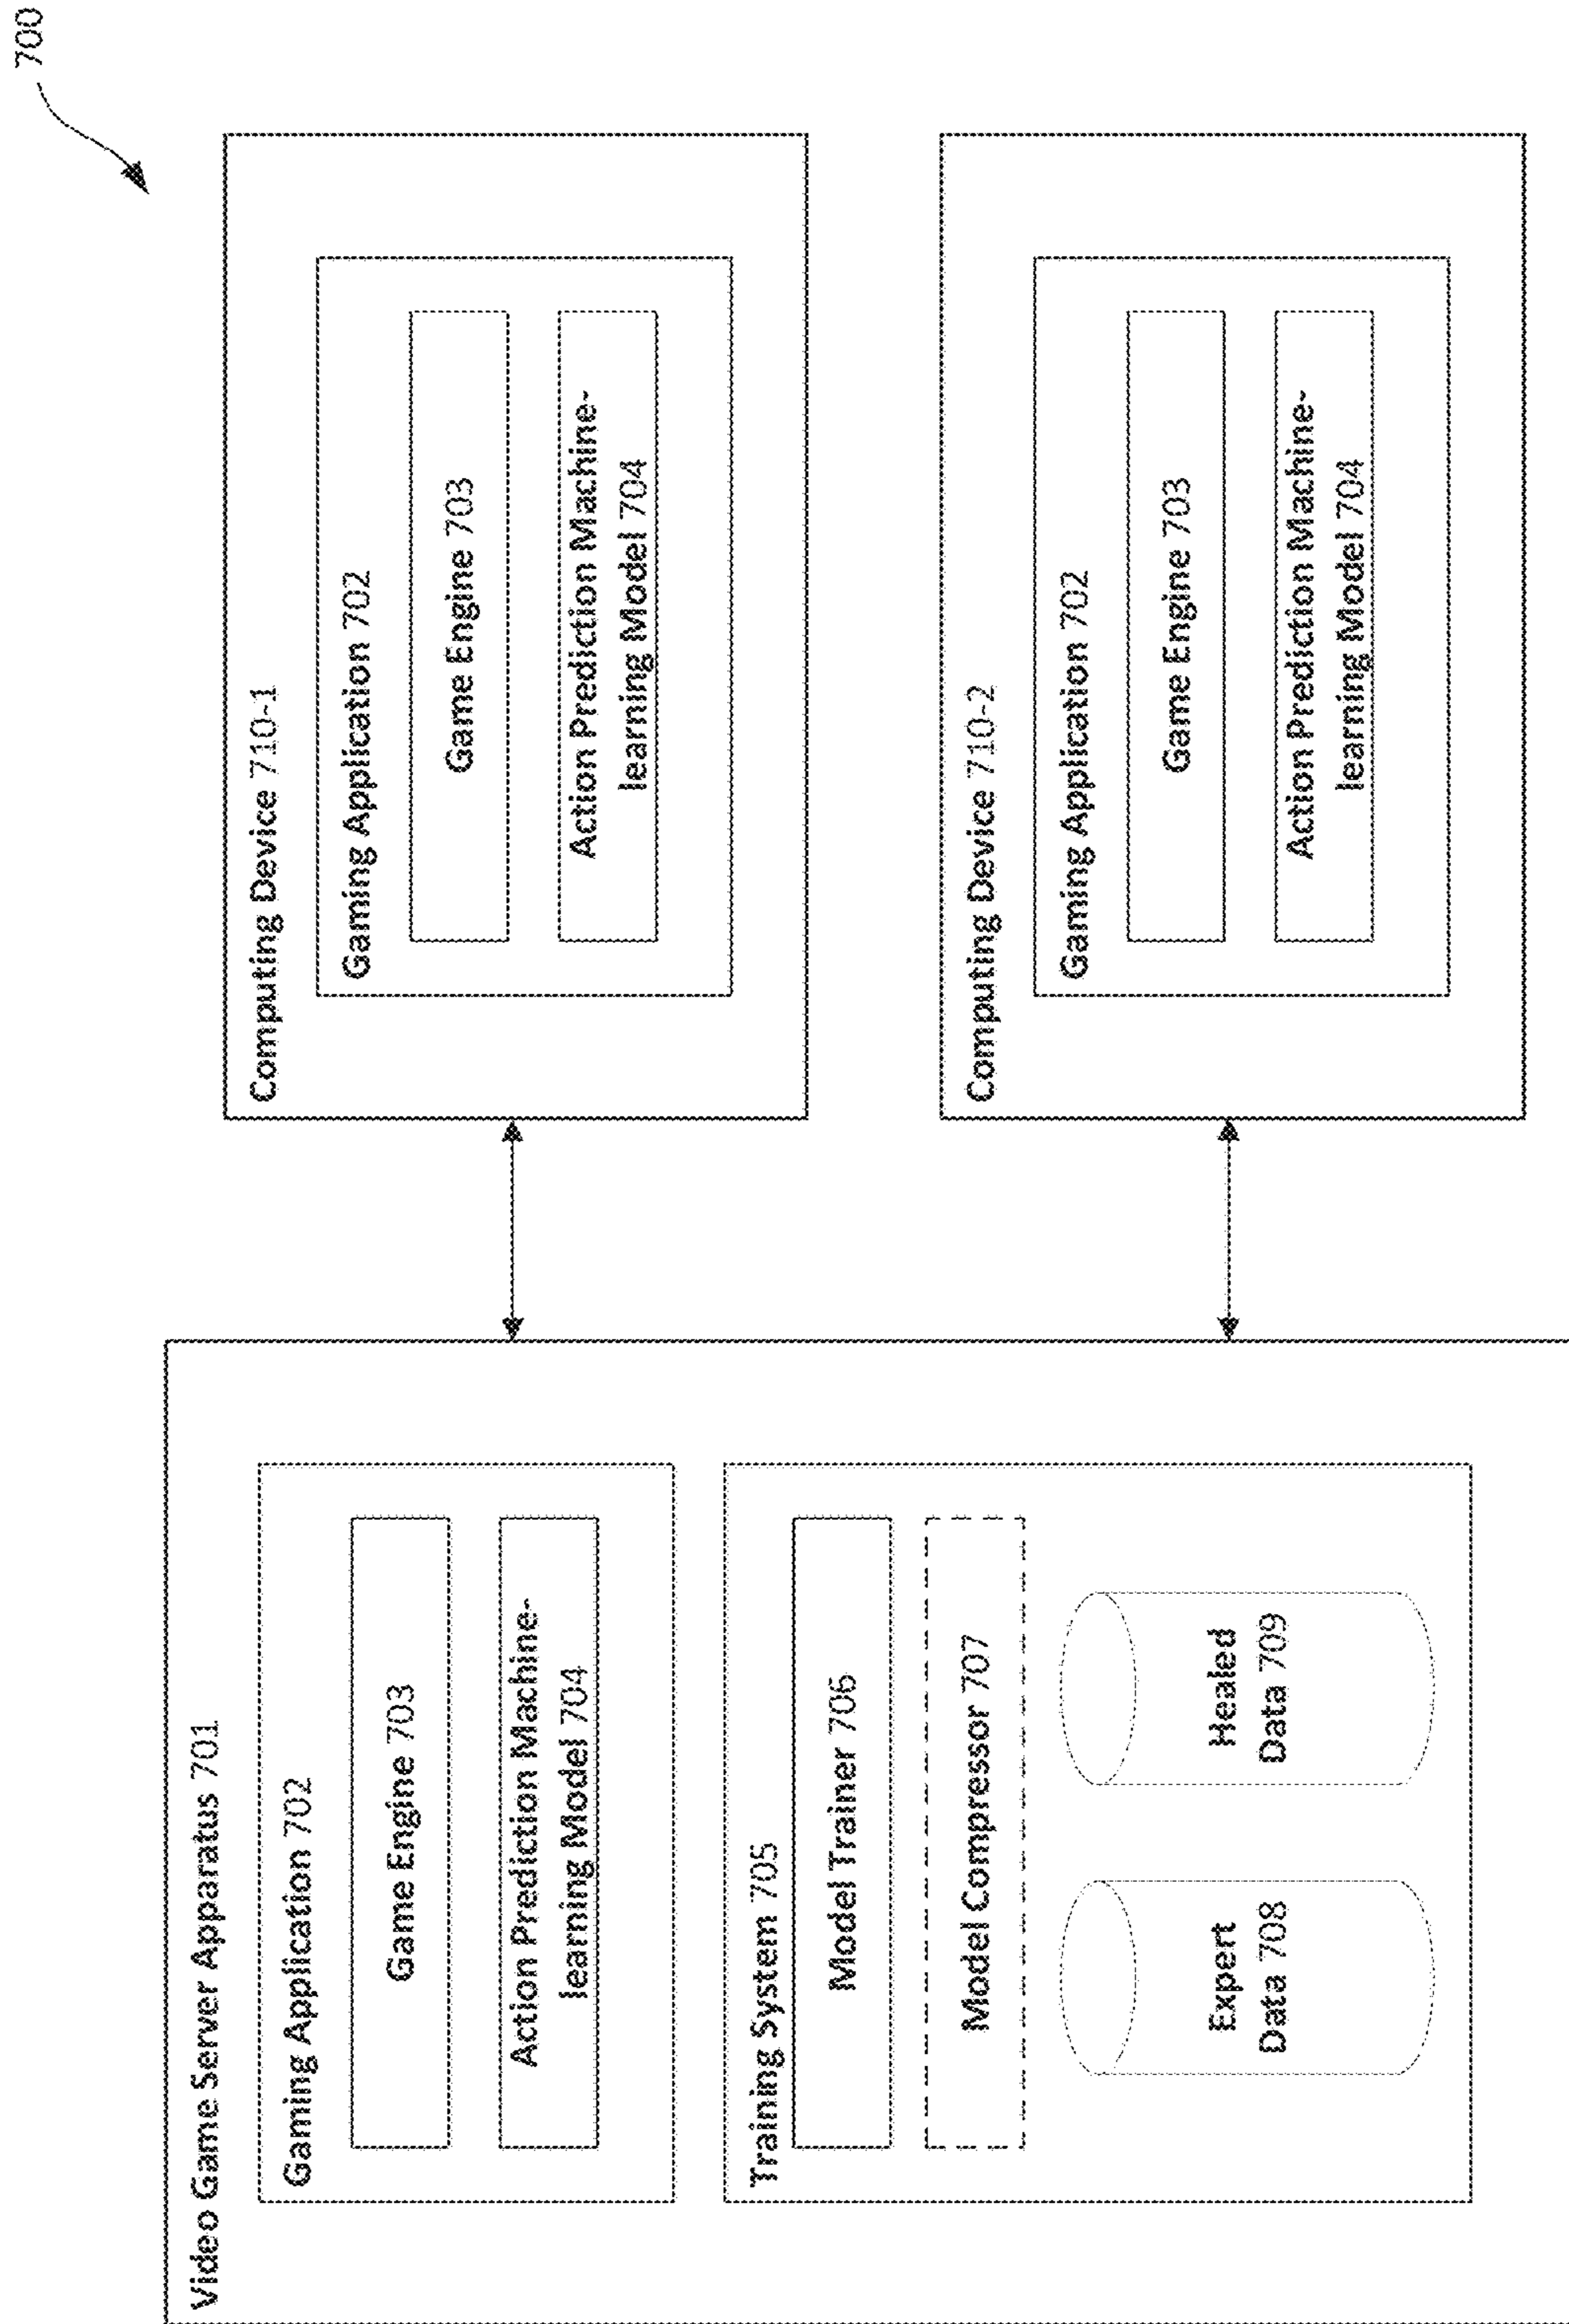 700
Video Game Server Apparatus 701
Gaming Application 702
Game Engine 703
Action Prediction Machine-
learning Model 704
Training System 705
Model Trainer 706
Model Compressor 707
Expert
Data 708
Healed
Data 709
Computing Device 710-1
Gaming Application 702
Game Engine 703
Action Prediction Machine-
learning Model 704
Computing Device 710-2
Gaming Application 702
Game Engine 703
Action Prediction Machine-
learning Model 704